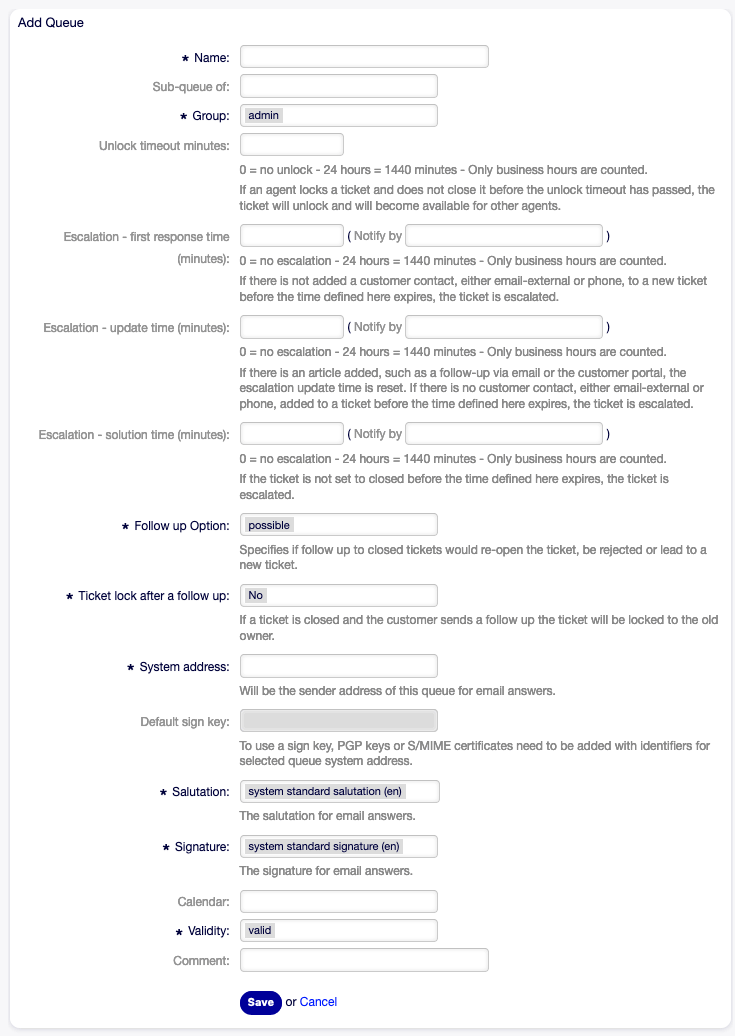 Add Queue
* Name:
Sub-queue of:
* Group: admin
Unlock timeout minutes:
0 = no unlock - 24 hours = 1440 minutes - Only business hours are counted.
If an agent locks a ticket and does not close it before the unlock timeout has passed, the
ticket will unlock and will become available for other agents.
Escalation - first response time ( Notify by )
(minutes): 0 = no escalation - 24 hours = 1440 minutes - Only business hours are counted.
If there is not added a customer contact, either email-external or phone, to a new ticket
before the time defined here expires, the ticket is escalated.
Escalation - update time (minutes): ( Notify by )
0 = no escalation - 24 hours = 1440 minutes - Only business hours are counted.
If there is an article added, such as a follow-up via email or the customer portal, the
escalation update time is reset. If there is no customer contact, either email-external or
phone, added to a ticket before the time defined here expires, the ticket is escalated.
Escalation - solution time (minutes): ( Notify by )
0 = no escalation - 24 hours = 1440 minutes - Only business hours are counted.
If the ticket is not set to closed before the time defined here expires, the ticket is
escalated.
* Follow up Option: possible
Specifies if follow up to closed tickets would re-open the ticket, be rejected or lead to a
new ticket.
* Ticket lock after a follow up: No
If a ticket is closed and the customer sends a follow up the ticket will be locked to the old
owner.
* System address:
Will be the sender address of this queue for email answers.
Default sign key:
To use a sign key, PGP keys or S/MIME certificates need to be added with identifiers for
selected queue system address.
* Salutation: system standard salutation (en)
The salutation for email answers.
* Signature: system standard signature (en)
The signature for email answers.
Calendar:
* Validity: valid
Comment:
Save or Cancel